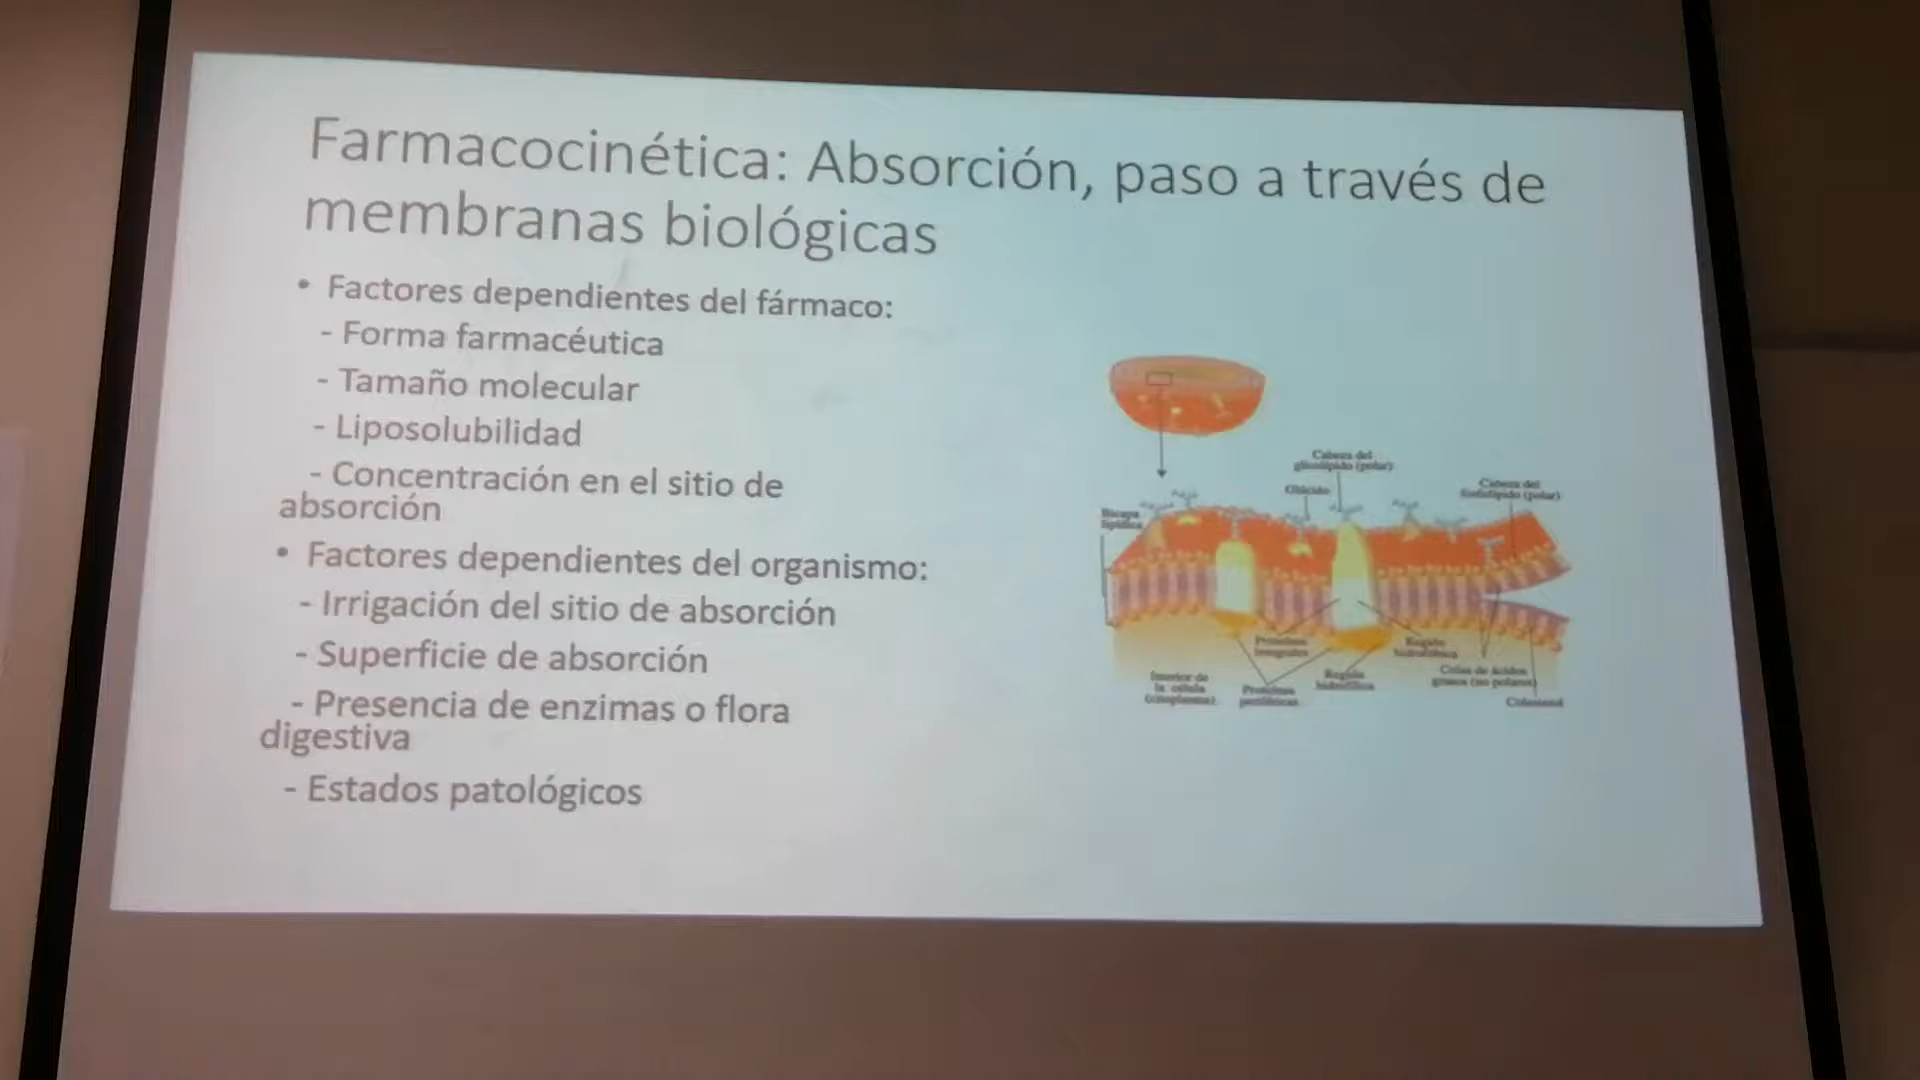 Farmacocinética: Absorción, paso a través de
membranas biológicas
• Factores dependientes del fármaco:
- Forma farmacéutica
- Tamaño molecular
- Liposolubilidad
- Concentración en el sitio de
absorción
• Factores dependientes del organismo:
- Irrigación del sitio de absorción
- Superficie de absorción
- Presencia de enzimas o flora
digestiva
- Estados patológicos
Cabeza del
glicolípido (polar)
Glúcido
Cabeza del
fosfolípido (polar)
Bicapa
lipídica
Proteínas
integrales
Región
hidrofóbica
Interior de
la célula
(citoplasma)
Proteínas
periféricas
Región
hidrofílica
Colas de ácidos
grasos (no polares)
Colesterol